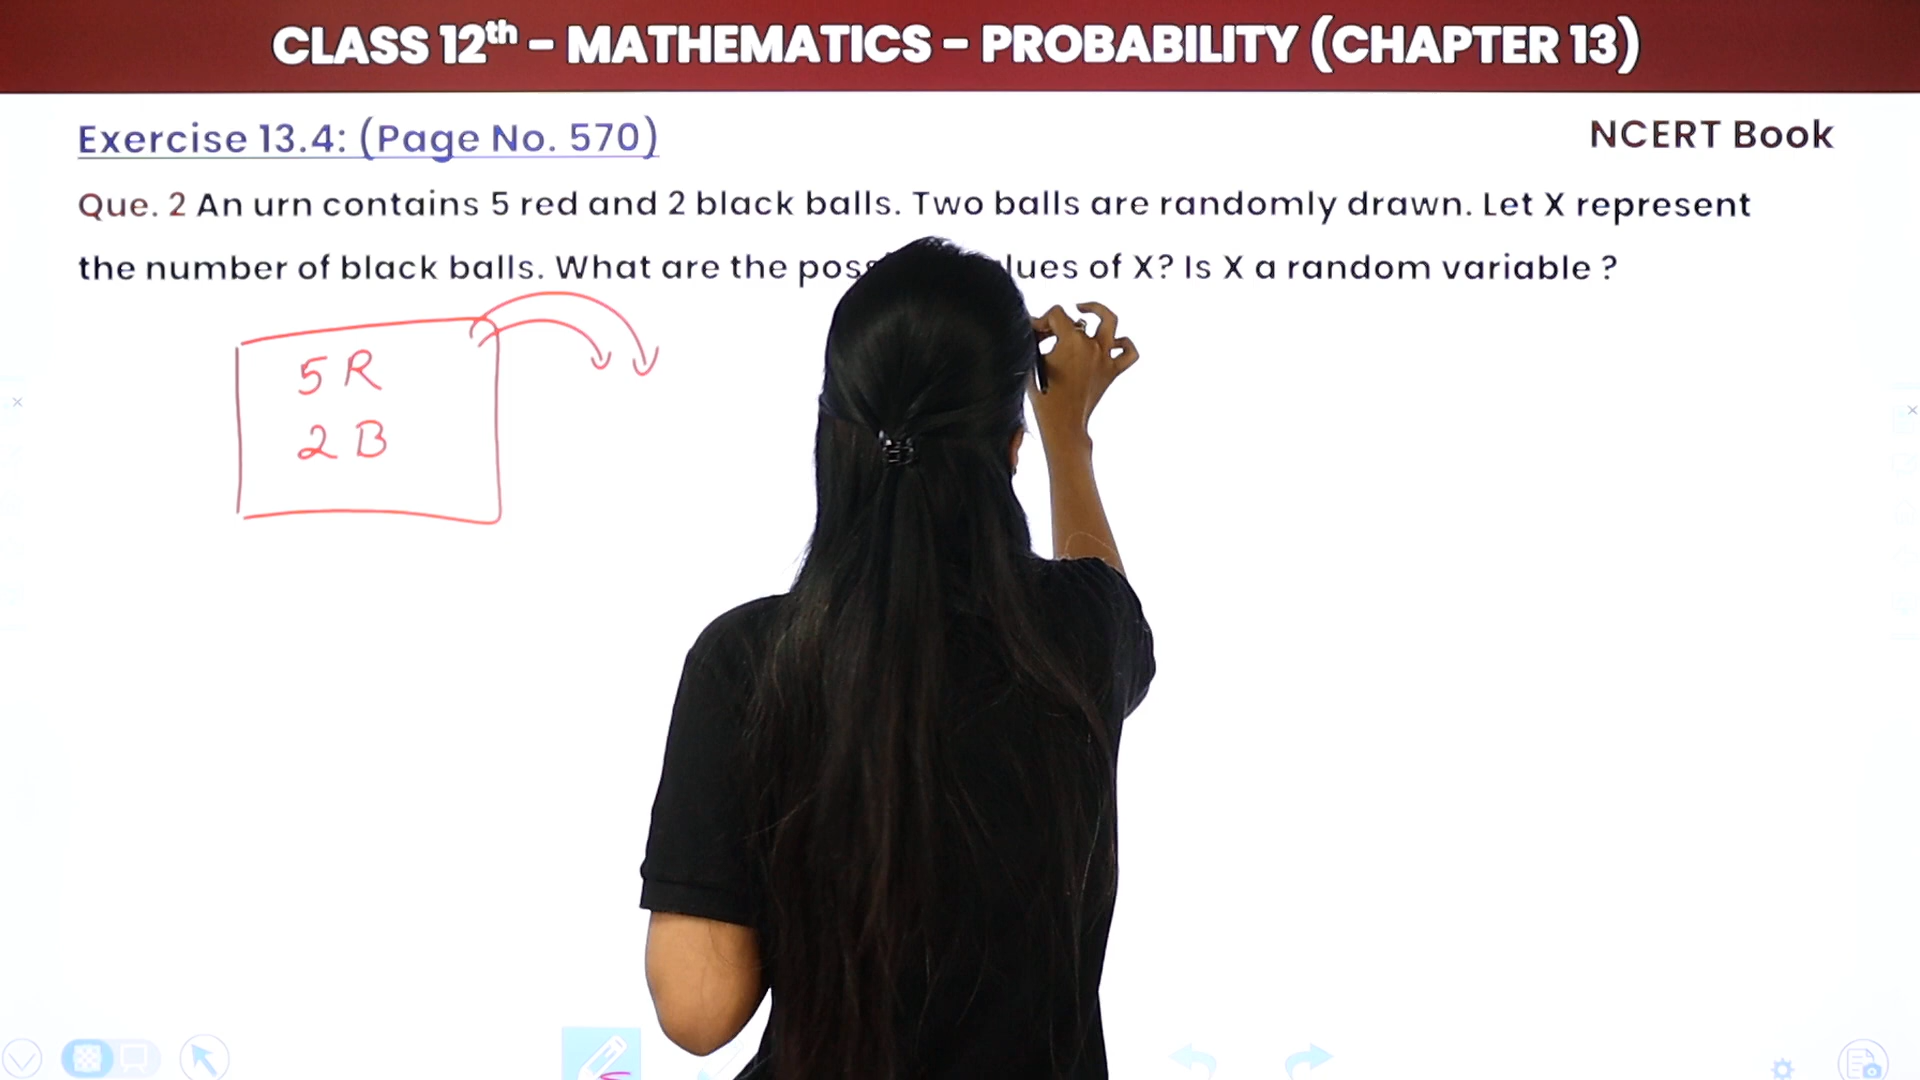 CLASS 12th - MATHEMATICS - PROBABILITY (CHAPTER 13)
Exercise 13.4: (Page No. 570)
NCERT Book
Que. 2 An urn contains 5 red and 2 black balls. Two balls are randomly drawn. Let X represent
the number of black balls. What are the of X? Is X a random variable ?
5 R
2 B